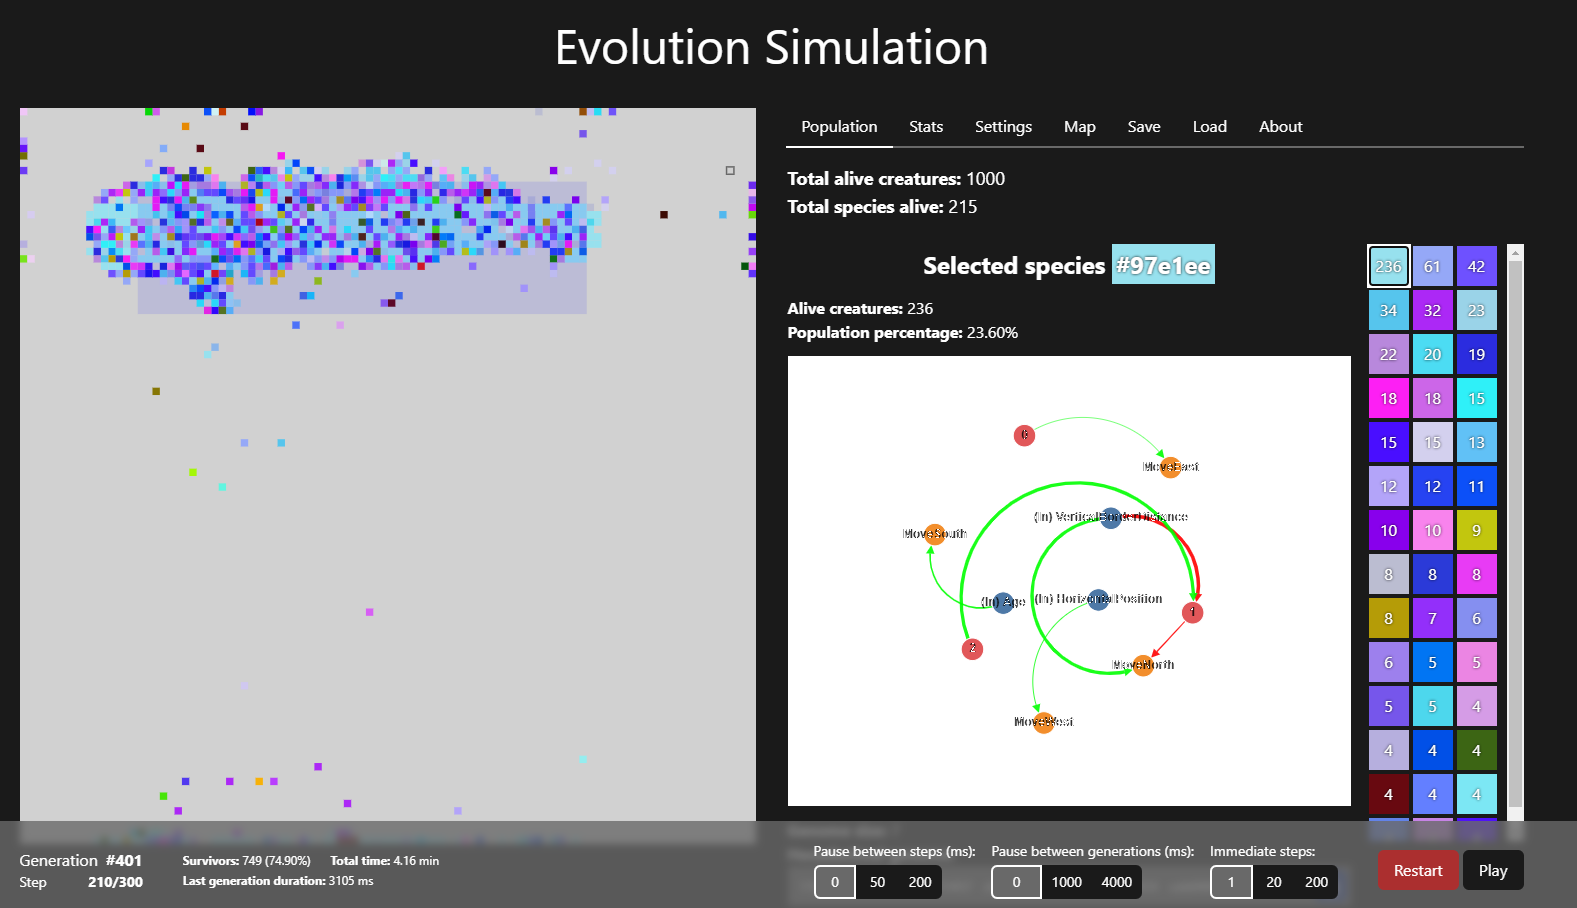 Evolution Simulation
Population Stats Settings Map Save Load About
Total alive creatures: 1000
Total species alive: 215
Selected species #97e1ee
Alive creatures: 236
Population percentage: 23.60%
236 61 42
34 32 23
22 20 19
18 18 15
15 15 13
12 12 11
10 10 9
8 8 8
8 7 6
6 5 5
5 5 4
4 4 4
4 4 4
0
MoveEast
(In) VerticalBorderDistance
MoveSouth
(In) Age
(In) HorizontalPosition
1
2
MoveNorth
MoveWest
Generation #401
Step 210/300
Survivors: 749 (74.90%) Total time: 4.16 min
Last generation duration: 3105 ms
Pause between steps (ms):
0 50 200
Pause between generations (ms):
0 1000 4000
Immediate steps:
1 20 200
Restart Play